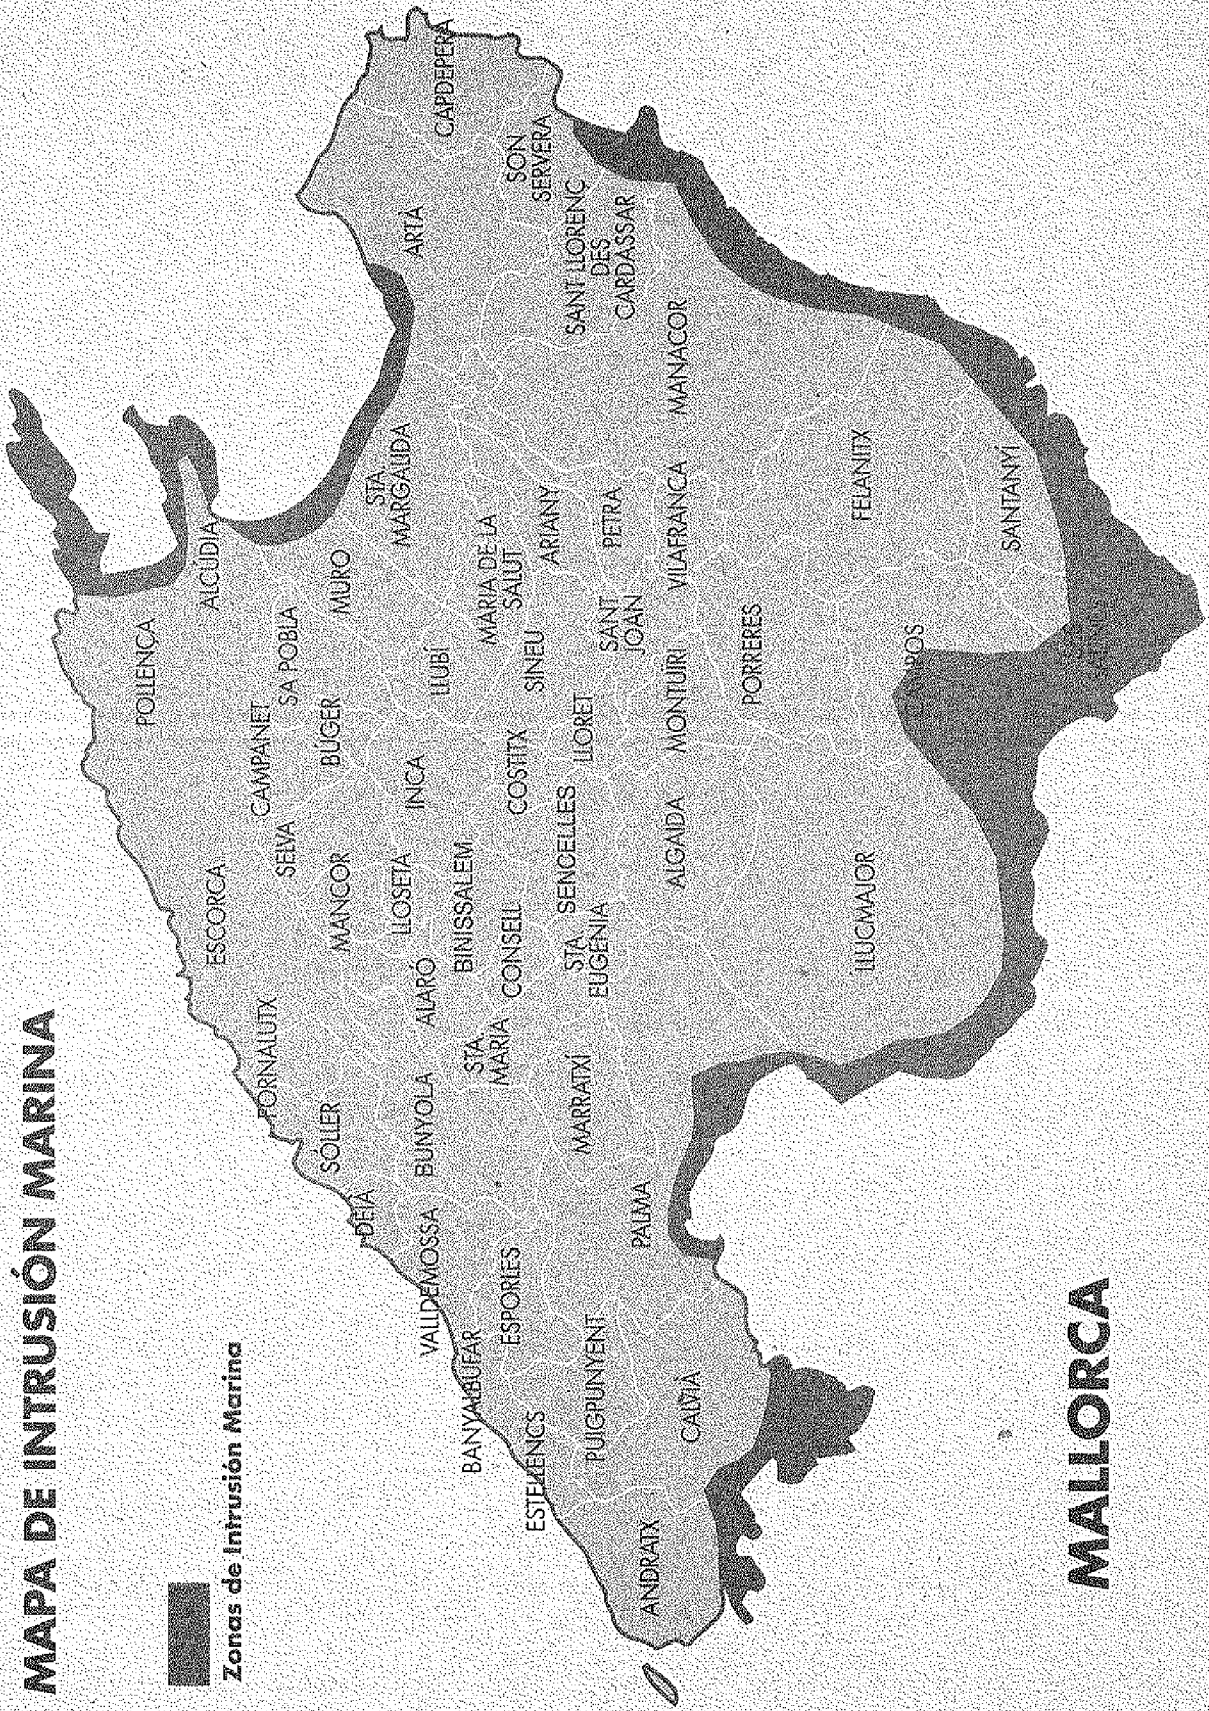 MAPA DE INTRUSIÓN MARINA
Zonas de Intrusión Marina
POLLENÇA
ALCÚDIA
ESCORCA
CAMPANET
SA POBLA
SELVA
BÚGER
MURO
FORNALUTX
SÓLLER
MANCOR
STA.
MARGALIDA
ARTÀ
CAPDEPERA
DEIÀ
LLOSETA
INCA
LLUBÍ
VALLDEMOSSA
BUNYOLA
ALARÓ
BINISSALEM
MARIA DE LA
SALUT
BANYALBUFAR
ESPORLES
STA.
MARIA
CONSELL
COSTITX
SINEU
ARIANY
SON
SERVERA
ESTELLENCS
PUIGPUNYENT
MARRATXÍ
STA.
EUGENIA
SENCELLES
LLORET
SANT
JOAN
PETRA
SANT LLORENÇ
DES
CARDASSAR
ANDRATX
CALVIÀ
PALMA
ALGAIDA
MONTUIRI
VILAFRANCA
MANACOR
PORRERES
LLUCMAJOR
FELANITX
SANTANYÍ
MALLORCA